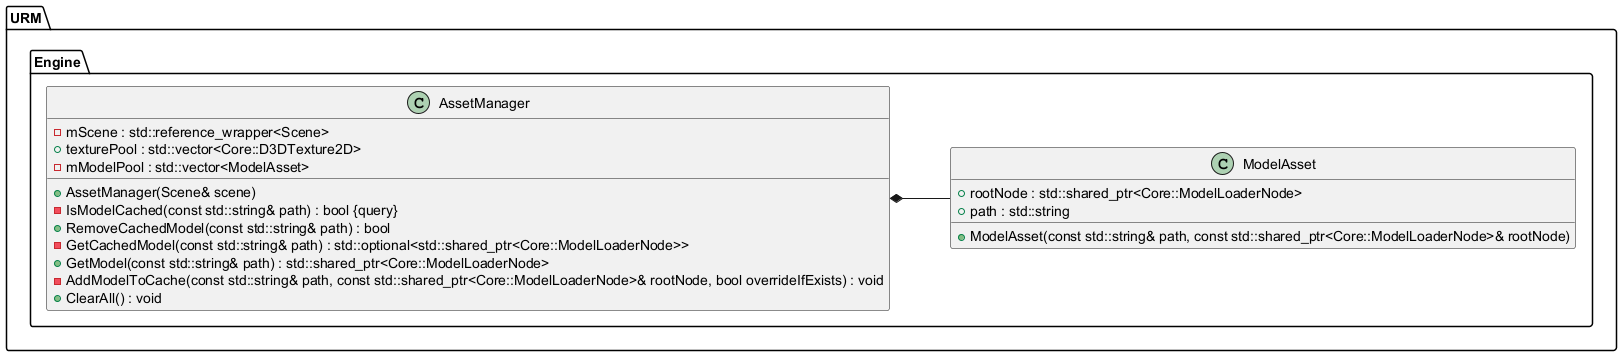 URM
Engine
C AssetManager
mScene : std::reference_wrapper<Scene>
texturePool : std::vector<Core::D3DTexture2D>
mModelPool : std::vector<ModelAsset>
AssetManager(Scene& scene)
IsModelCached(const std::string& path) : bool {query}
RemoveCachedModel(const std::string& path) : bool
GetCachedModel(const std::string& path) : std::optional<std::shared_ptr<Core::ModelLoaderNode>>
GetModel(const std::string& path) : std::shared_ptr<Core::ModelLoaderNode>
AddModelToCache(const std::string& path, const std::shared_ptr<Core::ModelLoaderNode>& rootNode, bool overrideIfExists) : void
ClearAll() : void
C ModelAsset
rootNode : std::shared_ptr<Core::ModelLoaderNode>
path : std::string
ModelAsset(const std::string& path, const std::shared_ptr<Core::ModelLoaderNode>& rootNode)